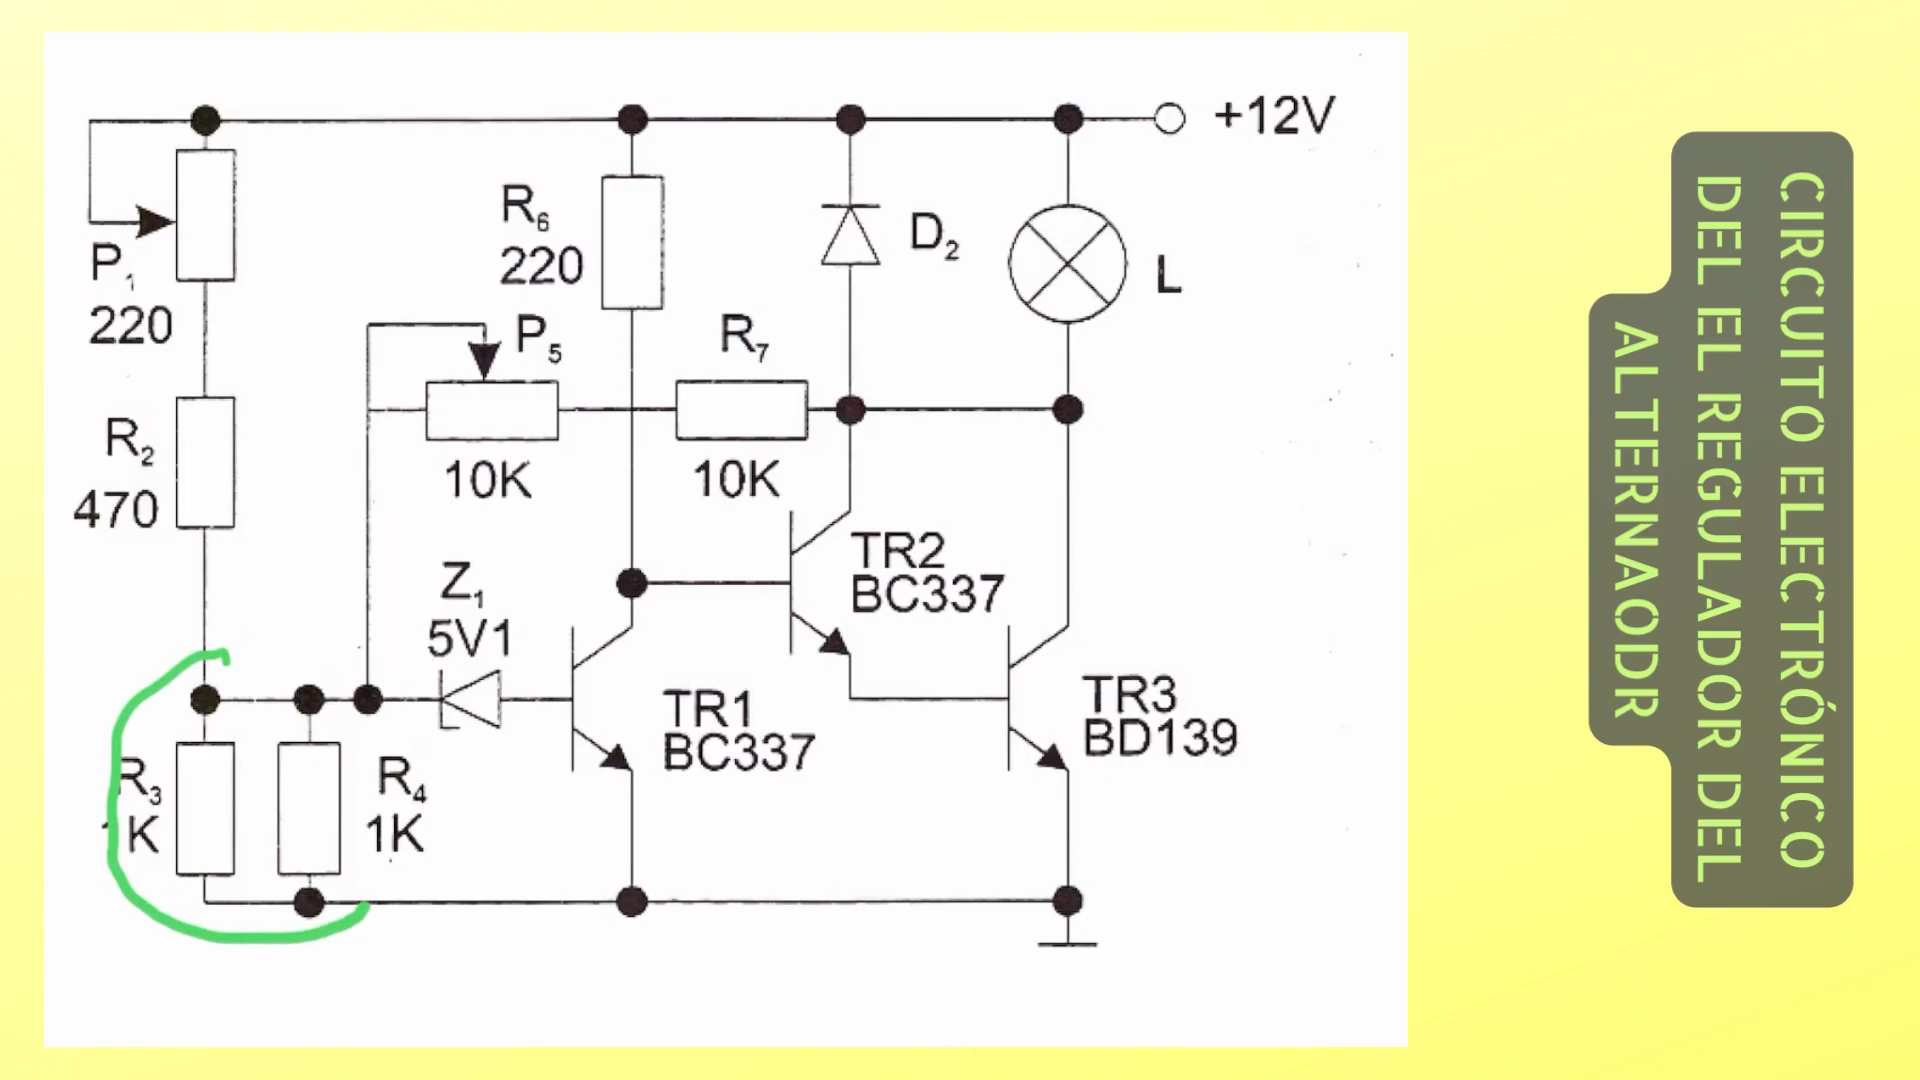 +12V
P₁
220
R₆
220
D₂
L
P₅
10K
R₇
10K
R₂
470
Z₁
5V1
TR2
BC337
TR1
BC337
TR3
BD139
R₃
1K
R₄
1K
CIRCUITO ELECTRÓNICO
DEL EL REGULADOR DEL
ALTERNAODR